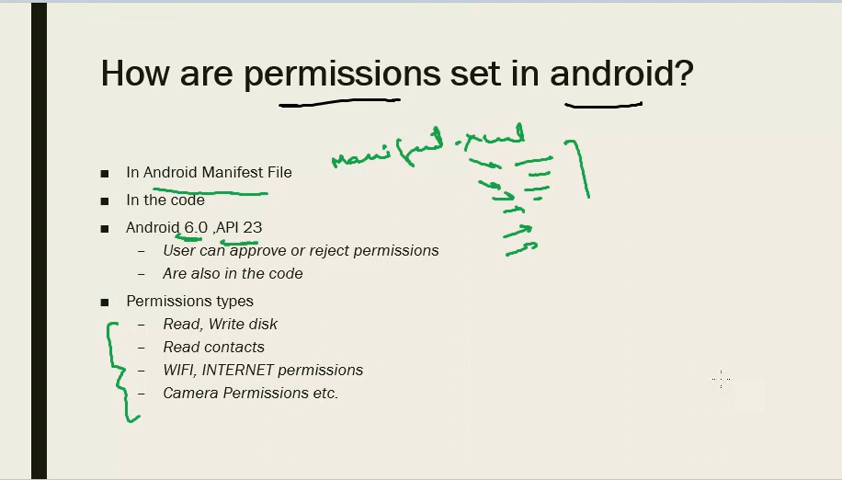 How are permissions set in android?
manifest.xml
■ In Android Manifest File
■ In the code
■ Android 6.0 ,API 23
– User can approve or reject permissions
– Are also in the code
■ Permissions types
– Read, Write disk
– Read contacts
– WIFI, INTERNET permissions
– Camera Permissions etc.